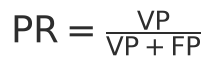 PR = VP / (VP + FP)